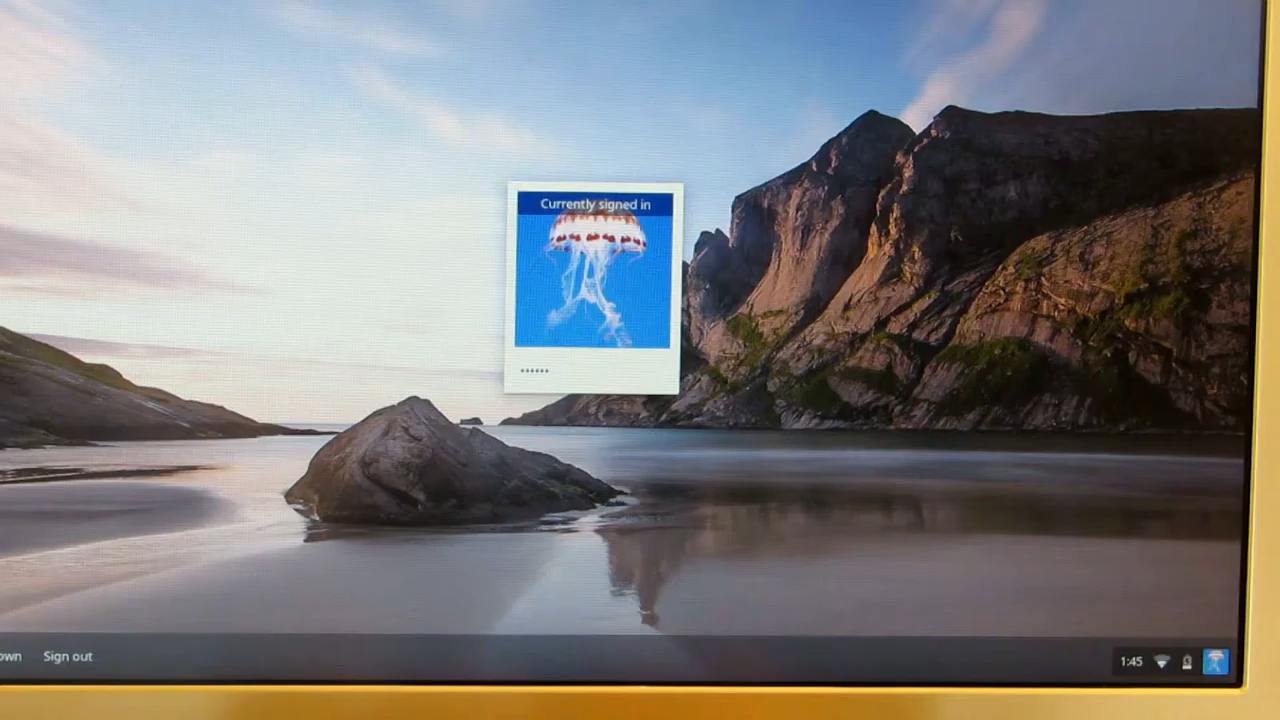 Currently signed in
••••••
own
Sign out
1:45